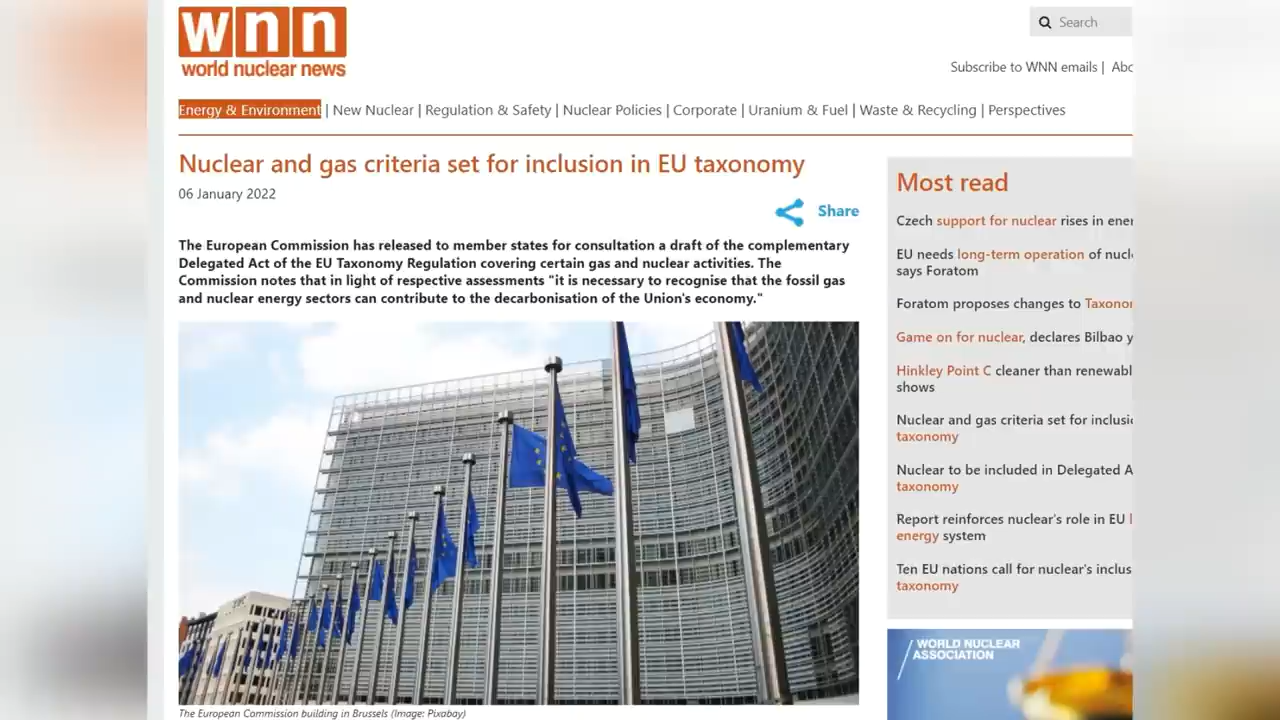 wnn
world nuclear news
Search
Subscribe to WNN emails |
Energy & Environment | New Nuclear | Regulation & Safety | Nuclear Policies | Corporate | Uranium & Fuel | Waste & Recycling | Perspectives
Nuclear and gas criteria set for inclusion in EU taxonomy
06 January 2022
Share
The European Commission has released to member states for consultation a draft of the complementary
Delegated Act of the EU Taxonomy Regulation covering certain gas and nuclear activities. The
Commission notes that in light of respective assessments "it is necessary to recognise that the fossil gas
and nuclear energy sectors can contribute to the decarbonisation of the Union's economy."
The European Commission building in Brussels (Image: Pixabay)
Most read
Czech support for nuclear rises in
EU needs long-term operation of
says Foratom
Foratom proposes changes to
Game on for nuclear, declares Bilbao
Hinkley Point C cleaner than
shows
Nuclear and gas criteria set for
taxonomy
Nuclear to be included in Delegated
taxonomy
Report reinforces nuclear's role in EU
energy system
Ten EU nations call for nuclear's
taxonomy
WORLD NUCLEAR
ASSOCIATION